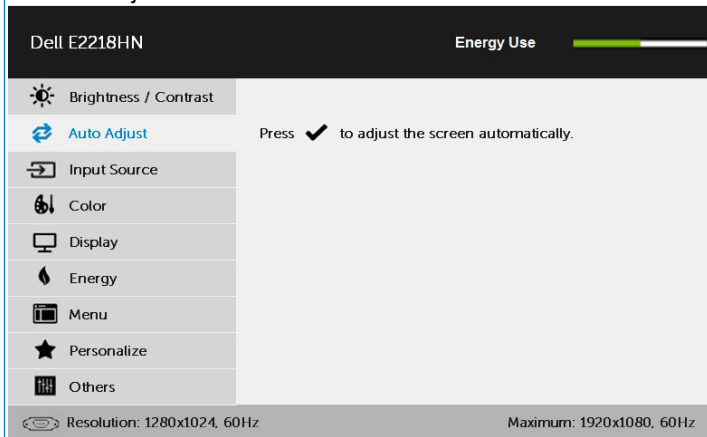 Dell E2218HN
Energy Use
Brightness / Contrast
Auto Adjust
Press ✔ to adjust the screen automatically.
Input Source
Color
Display
Energy
Menu
Personalize
Others
Resolution: 1280x1024, 60Hz
Maximum: 1920x1080, 60Hz